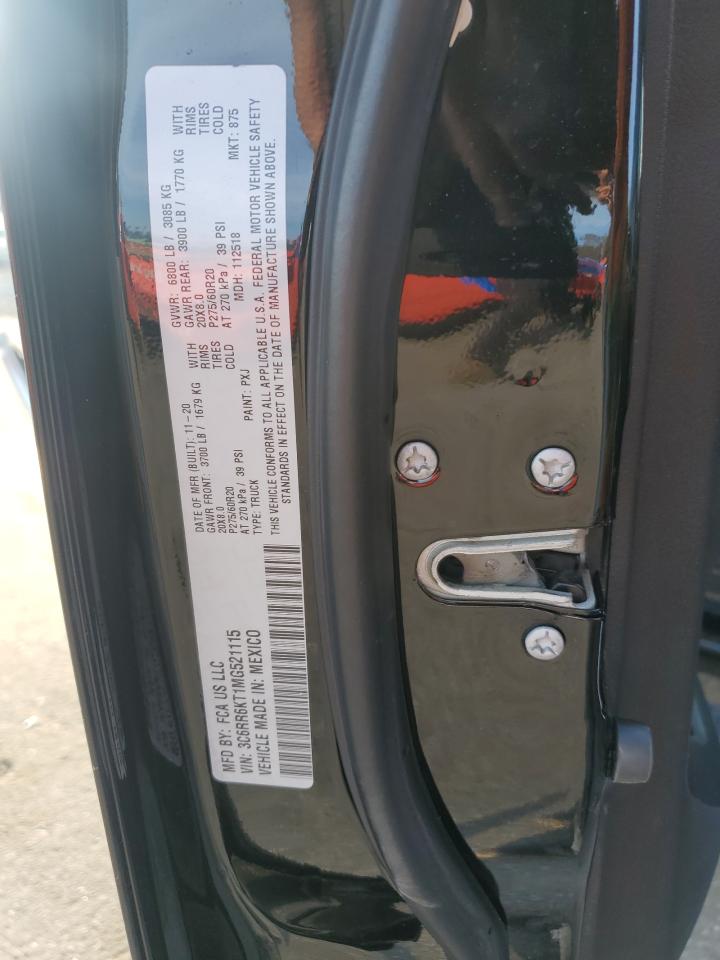 MFD BY: FCA US LLC
VIN: 3C6RR6KT1MG521115
VEHICLE MADE IN: MEXICO
DATE OF MFR (BUILT): 11-20 GVWR: 6800 LB / 3085 KG
GAWR FRONT: 3700 LB / 1679 KG WITH GAWR REAR: 3900 LB / 1770 KG WITH
20X8.0 RIMS 20X8.0 RIMS
P275/60R20 TIRES P275/60R20 TIRES
AT 270 kPa / 39 PSI COLD AT 270 kPa / 39 PSI COLD
TYPE: TRUCK PAINT: PXJ MDH: 112518 MKT: 875
THIS VEHICLE CONFORMS TO ALL APPLICABLE U.S.A. FEDERAL MOTOR VEHICLE SAFETY
STANDARDS IN EFFECT ON THE DATE OF MANUFACTURE SHOWN ABOVE.